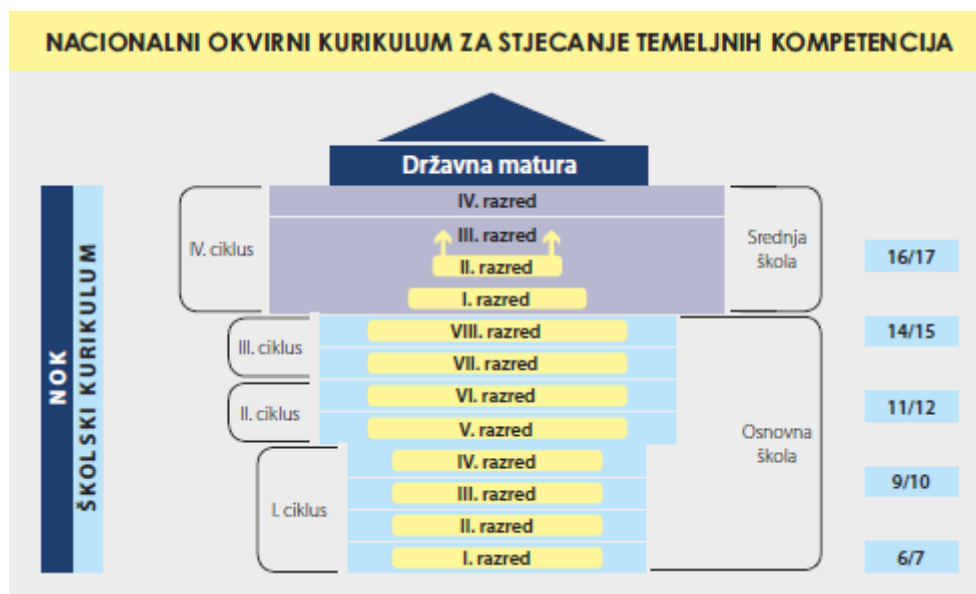 NACIONALNI OKVIRNI KURIKULUM ZA STJECANJE TEMELJNIH KOMPETENCIJA
Državna matura
NOK
ŠKOLSKI KURIKULUM
IV. ciklus
III. ciklus
II. ciklus
I. ciklus
IV. razred
III. razred
II. razred
I. razred
VIII. razred
VII. razred
VI. razred
V. razred
IV. razred
III. razred
II. razred
I. razred
Srednja
škola
Osnovna
škola
16/17
14/15
11/12
9/10
6/7